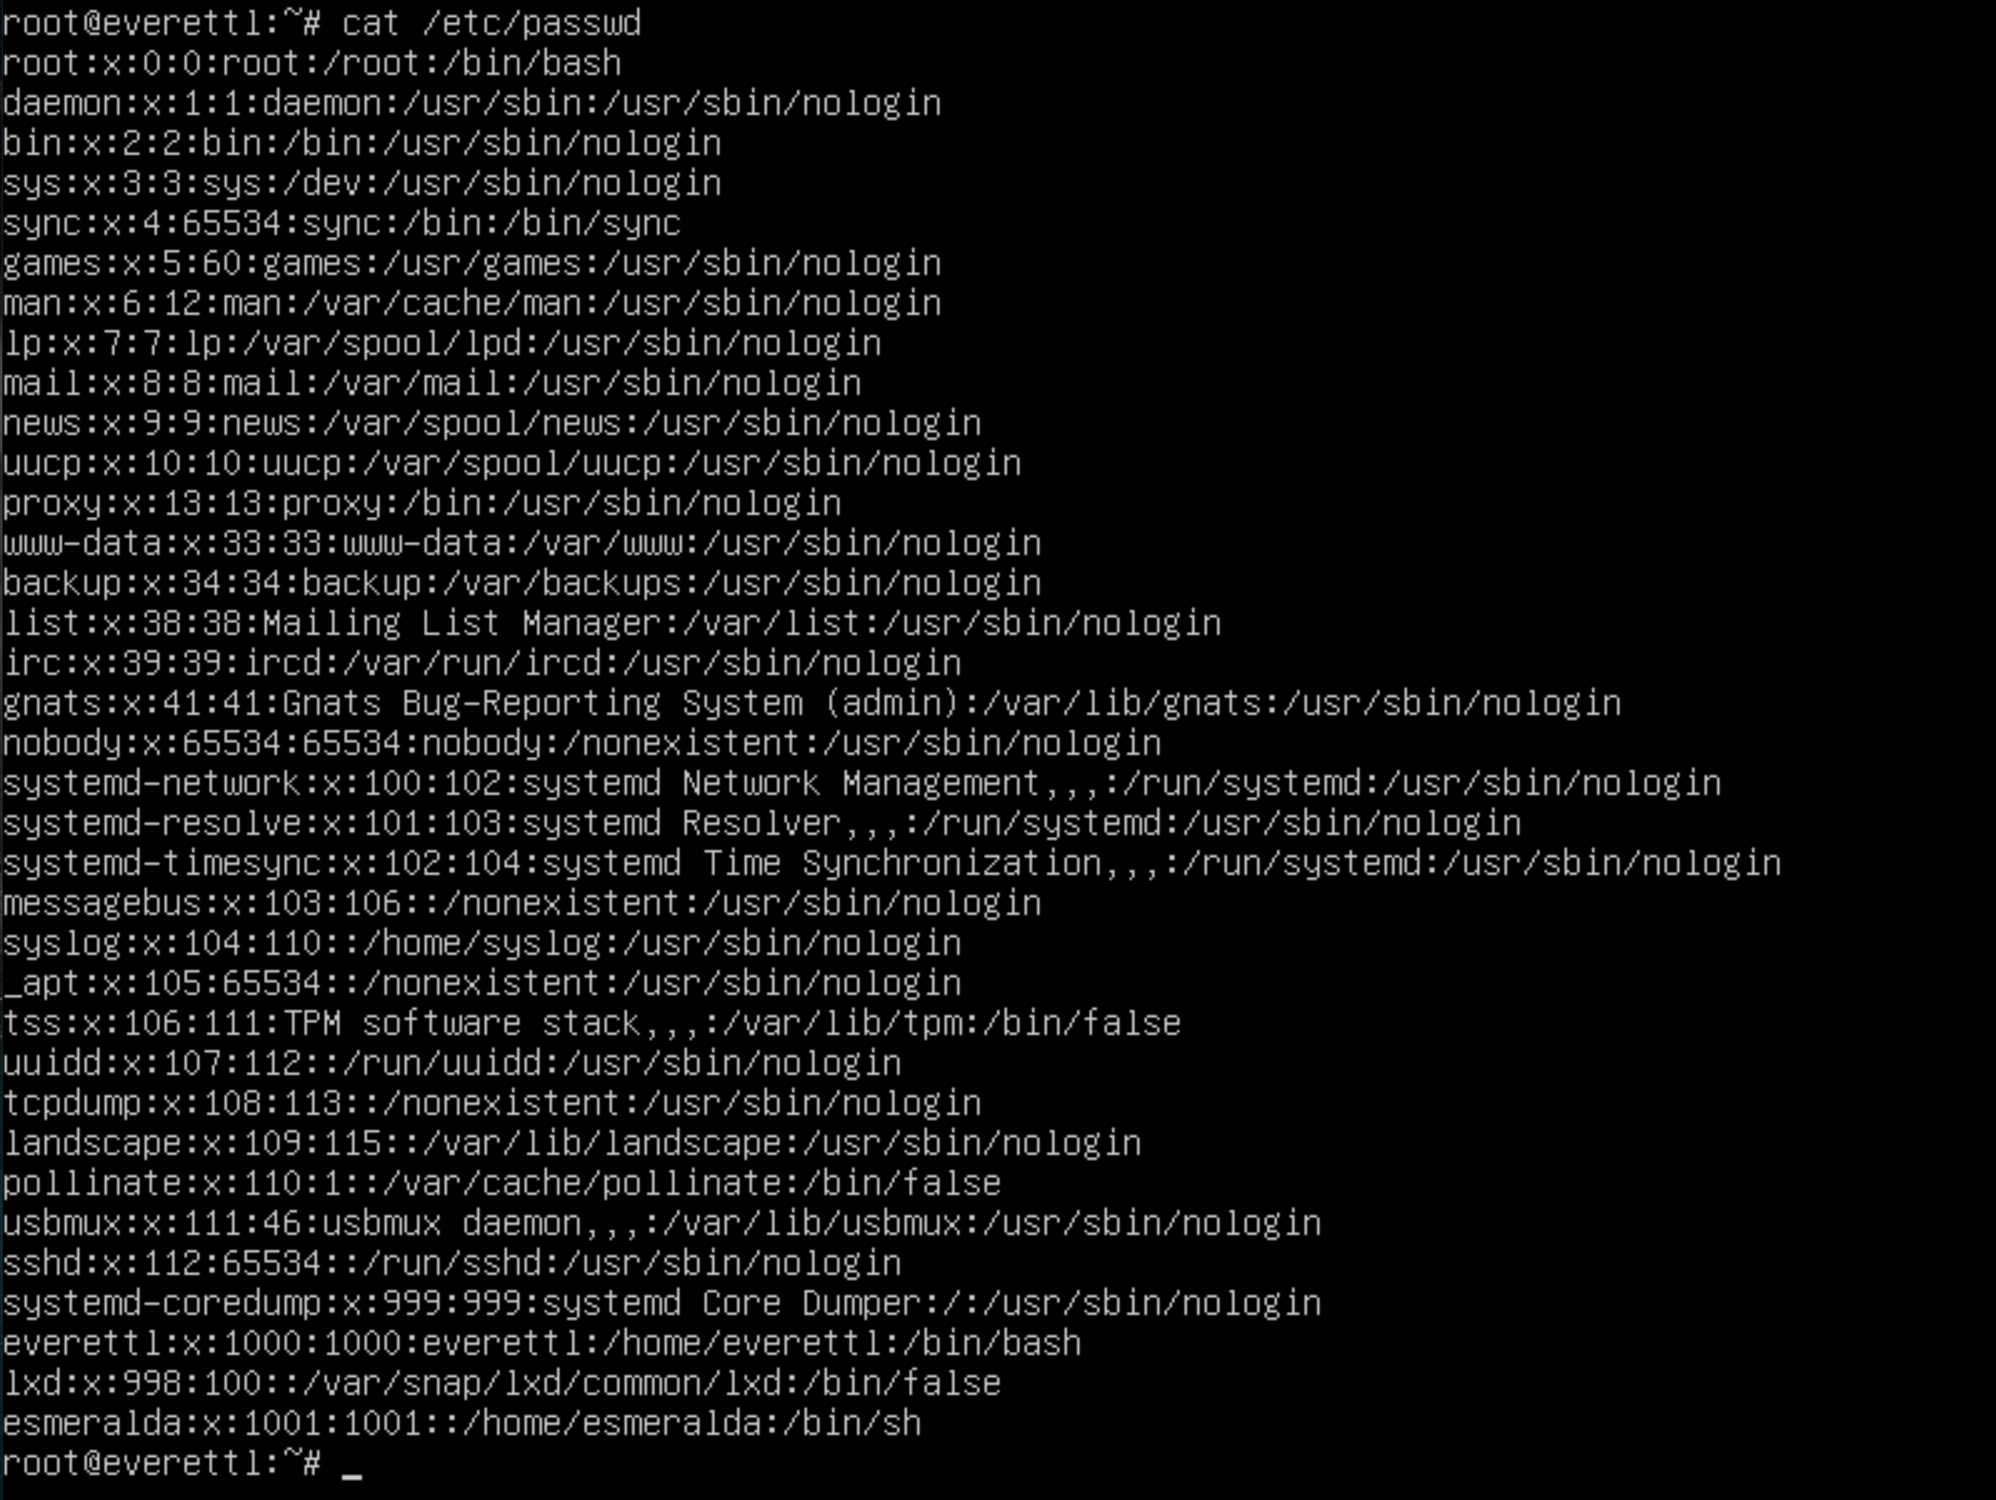 root@everettl:~# cat /etc/passwd
root:x:0:0:root:/root:/bin/bash
daemon:x:1:1:daemon:/usr/sbin:/usr/sbin/nologin
bin:x:2:2:bin:/bin:/usr/sbin/nologin
sys:x:3:3:sys:/dev:/usr/sbin/nologin
sync:x:4:65534:sync:/bin:/bin/sync
games:x:5:60:games:/usr/games:/usr/sbin/nologin
man:x:6:12:man:/var/cache/man:/usr/sbin/nologin
lp:x:7:7:lp:/var/spool/lpd:/usr/sbin/nologin
mail:x:8:8:mail:/var/mail:/usr/sbin/nologin
news:x:9:9:news:/var/spool/news:/usr/sbin/nologin
uucp:x:10:10:uucp:/var/spool/uucp:/usr/sbin/nologin
proxy:x:13:13:proxy:/bin:/usr/sbin/nologin
www-data:x:33:33:www-data:/var/www:/usr/sbin/nologin
backup:x:34:34:backup:/var/backups:/usr/sbin/nologin
list:x:38:38:Mailing List Manager:/var/list:/usr/sbin/nologin
irc:x:39:39:ircd:/var/run/ircd:/usr/sbin/nologin
gnats:x:41:41:Gnats Bug-Reporting System (admin):/var/lib/gnats:/usr/sbin/nologin
nobody:x:65534:65534:nobody:/nonexistent:/usr/sbin/nologin
systemd-network:x:100:102:systemd Network Management,,,:/run/systemd:/usr/sbin/nologin
systemd-resolve:x:101:103:systemd Resolver,,,:/run/systemd:/usr/sbin/nologin
systemd-timesync:x:102:104:systemd Time Synchronization,,,:/run/systemd:/usr/sbin/nologin
messagebus:x:103:106::/nonexistent:/usr/sbin/nologin
syslog:x:104:110::/home/syslog:/usr/sbin/nologin
_apt:x:105:65534::/nonexistent:/usr/sbin/nologin
tss:x:106:111:TPM software stack,,,:/var/lib/tpm:/bin/false
uuidd:x:107:112::/run/uuidd:/usr/sbin/nologin
tcpdump:x:108:113::/nonexistent:/usr/sbin/nologin
landscape:x:109:115::/var/lib/landscape:/usr/sbin/nologin
pollinate:x:110:1::/var/cache/pollinate:/bin/false
usbmux:x:111:46:usbmux daemon,,,:/var/lib/usbmux:/usr/sbin/nologin
sshd:x:112:65534::/run/sshd:/usr/sbin/nologin
systemd-coredump:x:999:999:systemd Core Dumper:/:/usr/sbin/nologin
everettl:x:1000:1000:everettl:/home/everettl:/bin/bash
lxd:x:998:100::/var/snap/lxd/common/lxd:/bin/false
esmeralda:x:1001:1001::/home/esmeralda:/bin/sh
root@everettl:~# _